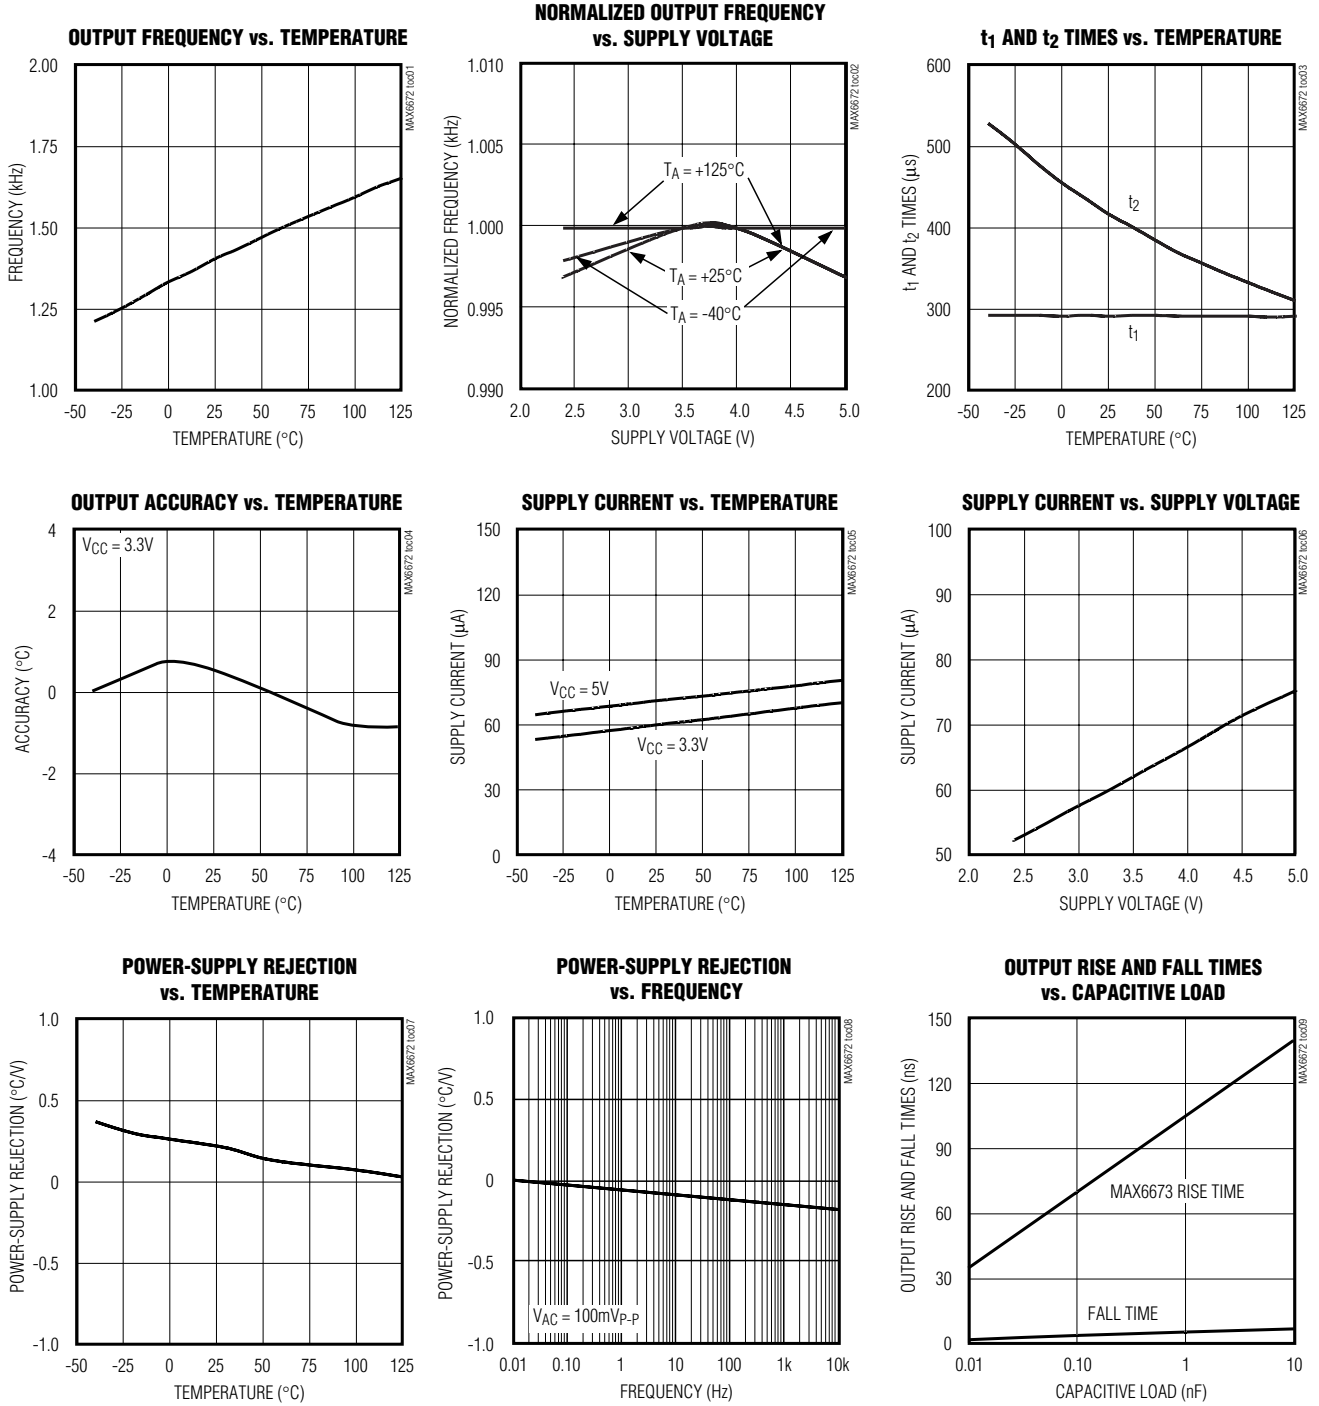 OUTPUT FREQUENCY vs. TEMPERATURE
MAX6672 toc01
FREQUENCY (kHz)
2.00
1.75
1.50
1.25
1.00
-50 -25 0 25 50 75 100 125
TEMPERATURE (°C)
NORMALIZED OUTPUT FREQUENCY
vs. SUPPLY VOLTAGE
MAX6672 toc02
NORMALIZED FREQUENCY (kHz)
1.010
1.005
1.000
0.995
0.990
TA = +125°C
TA = +25°C
TA = -40°C
2.0 2.5 3.0 3.5 4.0 4.5 5.0
SUPPLY VOLTAGE (V)
t1 AND t2 TIMES vs. TEMPERATURE
MAX6672 toc03
t1 AND t2 TIMES (μs)
600
500
400
300
200
t2
t1
-50 -25 0 25 50 75 100 125
TEMPERATURE (°C)
OUTPUT ACCURACY vs. TEMPERATURE
MAX6672 toc04
VCC = 3.3V
ACCURACY (°C)
4
2
0
-2
-4
-50 -25 0 25 50 75 100 125
TEMPERATURE (°C)
SUPPLY CURRENT vs. TEMPERATURE
MAX6672 toc05
SUPPLY CURRENT (μA)
150
120
90
60
30
0
VCC = 5V
VCC = 3.3V
-50 -25 0 25 50 75 100 125
TEMPERATURE (°C)
SUPPLY CURRENT vs. SUPPLY VOLTAGE
MAX6672 toc06
SUPPLY CURRENT (μA)
100
90
80
70
60
50
2.0 2.5 3.0 3.5 4.0 4.5 5.0
SUPPLY VOLTAGE (V)
POWER-SUPPLY REJECTION
vs. TEMPERATURE
MAX6672 toc07
POWER-SUPPLY REJECTION (°C/V)
1.0
0.5
0
-0.5
-1.0
-50 -25 0 25 50 75 100 125
TEMPERATURE (°C)
POWER-SUPPLY REJECTION
vs. FREQUENCY
MAX6672 toc08
POWER-SUPPLY REJECTION (°C/V)
1.0
0.5
0
-0.5
-1.0
VAC = 100mVP-P
0.01 0.10 1 10 100 1k 10k
FREQUENCY (Hz)
OUTPUT RISE AND FALL TIMES
vs. CAPACITIVE LOAD
MAX6672 toc09
OUTPUT RISE AND FALL TIMES (ns)
150
120
90
60
30
0
MAX6673 RISE TIME
FALL TIME
0.01 0.10 1 10
CAPACITIVE LOAD (nF)